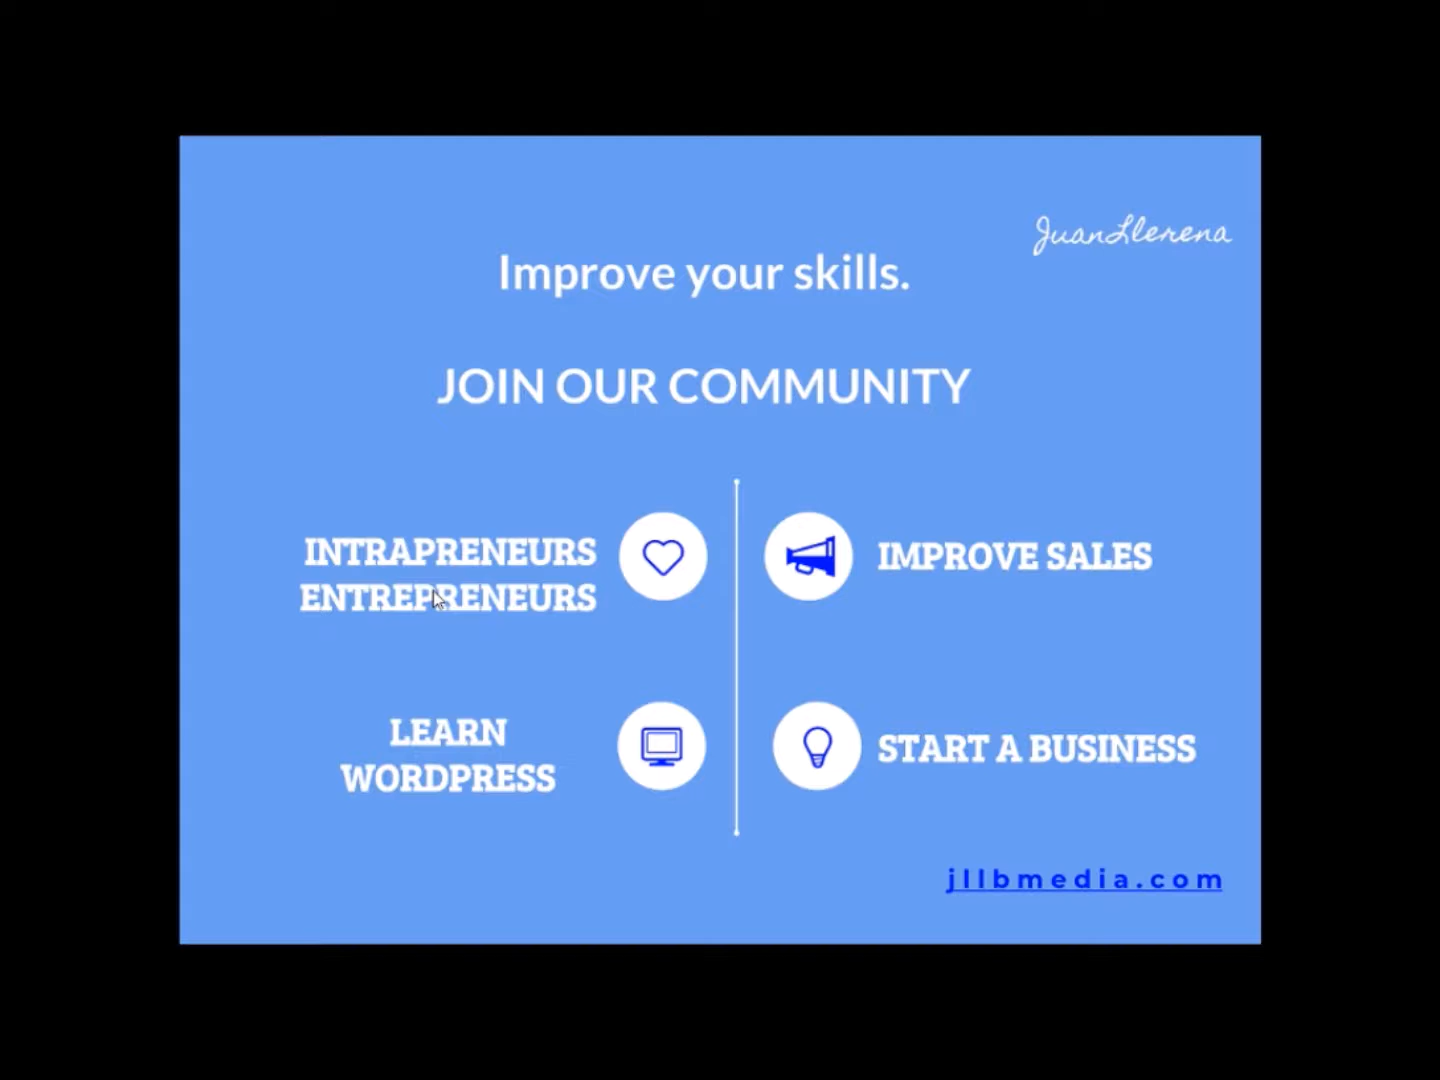 JuanLlerena
Improve your skills.
JOIN OUR COMMUNITY
INTRAPRENEURS
ENTREPRENEURS
IMPROVE SALES
LEARN
WORDPRESS
START A BUSINESS
jllbmedia.com